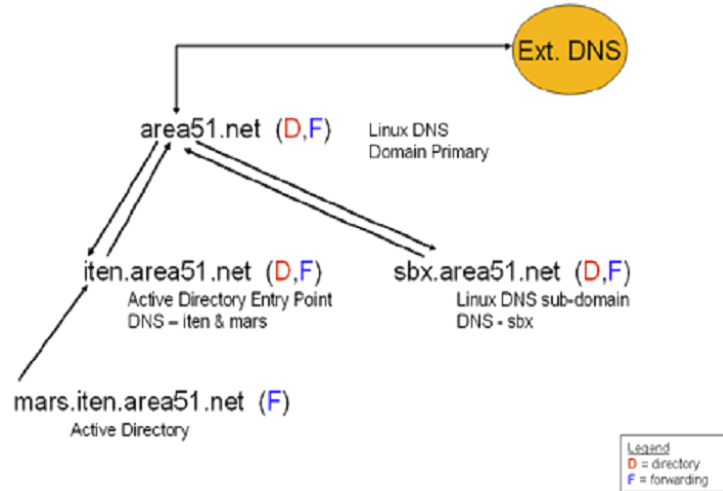 Ext. DNS
area51.net (D,F)
Linux DNS
Domain Primary
iten.area51.net (D,F)
Active Directory Entry Point
DNS – iten & mars
sbx.area51.net (D,F)
Linux DNS sub-domain
DNS - sbx
mars.iten.area51.net (F)
Active Directory
Legend
D = directory
F = forwarding